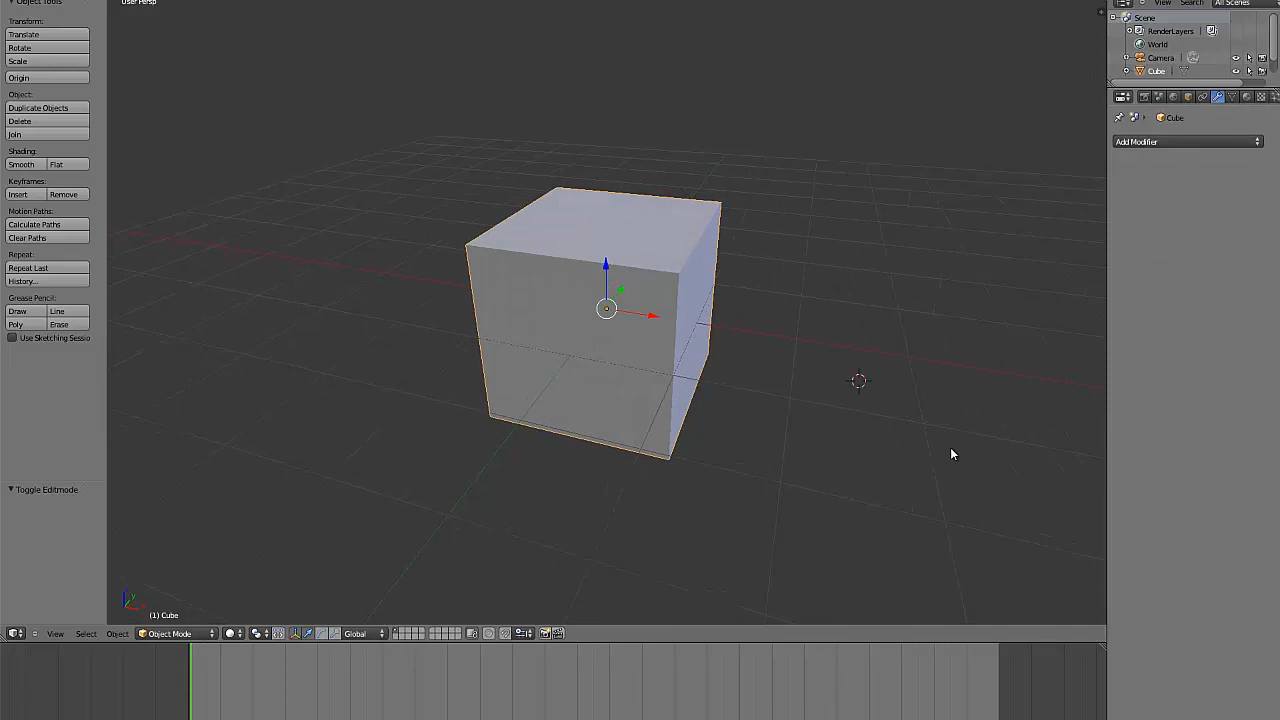 Object Tools
User Persp
Transform:
Translate
Rotate
Scale
Origin
Object:
Duplicate Objects
Delete
Join
Shading:
Smooth Flat
Keyframes:
Insert Remove
Motion Paths:
Calculate Paths
Clear Paths
Repeat:
Repeat Last
History...
Grease Pencil:
Draw Line
Poly Erase
Use Sketching Sessio
Toggle Editmode
(1) Cube
View Select Object Object Mode Global
View Search All Scenes
Scene
RenderLayers
World
Camera
Cube
Cube
Add Modifier